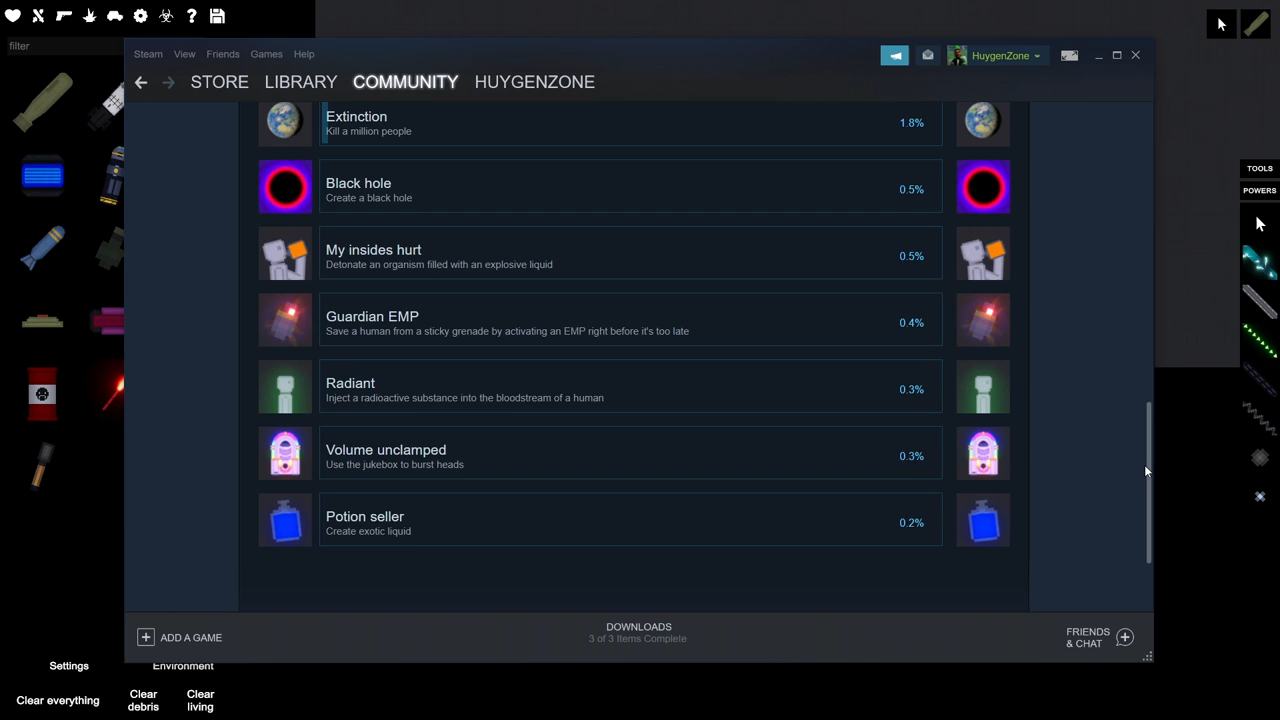 filter
Steam View Friends Games Help
HuygenZone
STORE LIBRARY COMMUNITY HUYGENZONE
Extinction
Kill a million people
1.8%
Black hole
Create a black hole
0.5%
My insides hurt
Detonate an organism filled with an explosive liquid
0.5%
Guardian EMP
Save a human from a sticky grenade by activating an EMP right before it's too late
0.4%
Radiant
Inject a radioactive substance into the bloodstream of a human
0.3%
Volume unclamped
Use the jukebox to burst heads
0.3%
Potion seller
Create exotic liquid
0.2%
TOOLS
POWERS
ADD A GAME
DOWNLOADS
3 of 3 Items Complete
FRIENDS
& CHAT
Settings
Environment
Clear everything
Clear
debris
Clear
living